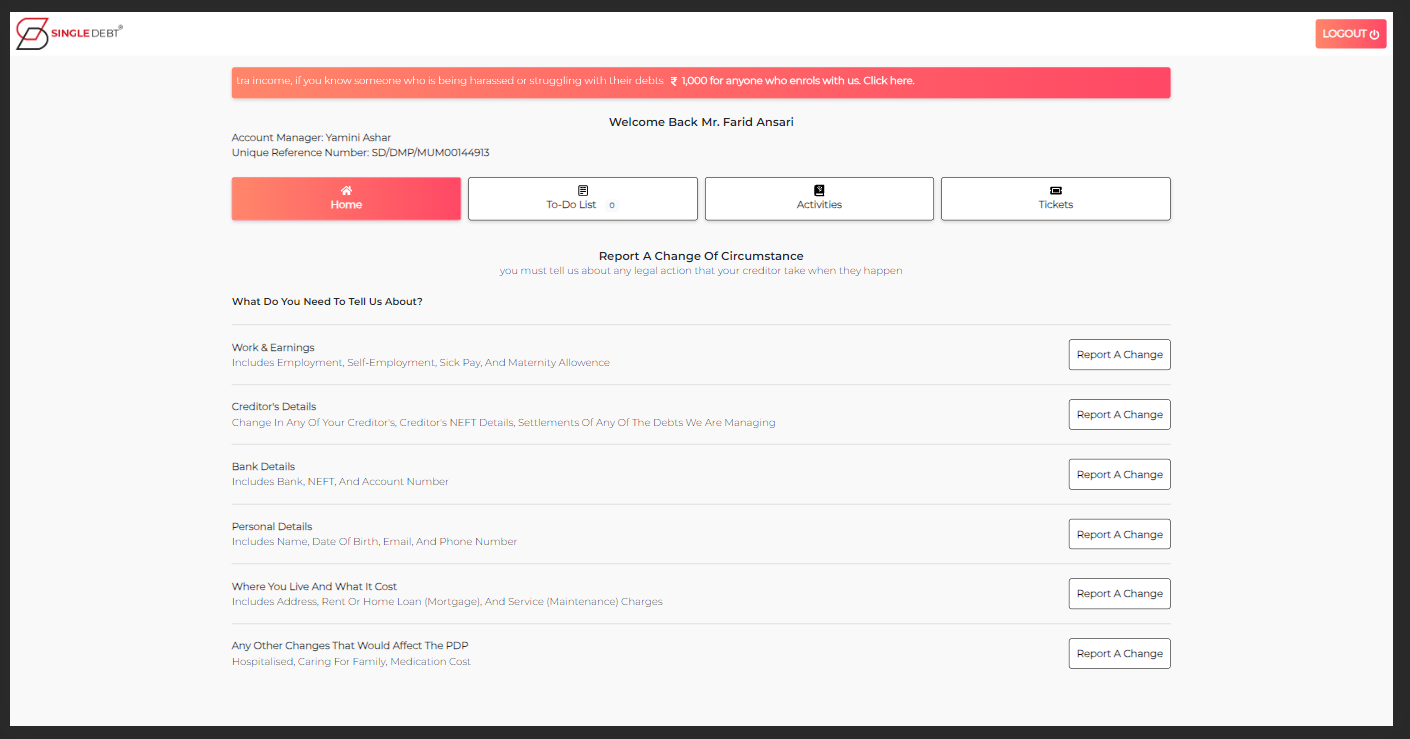 SINGLE DEBT®
LOGOUT
tra income, if you know someone who is being harassed or struggling with their debts ₹ 1,000 for anyone who enrols with us. Click here.
Welcome Back Mr. Farid Ansari
Account Manager: Yamini Ashar
Unique Reference Number: SD/DMP/MUM00144913
Home
To-Do List 0
Activities
Tickets
Report A Change Of Circumstance
you must tell us about any legal action that your creditor take when they happen
What Do You Need To Tell Us About?
Work & Earnings
Includes Employment, Self-Employment, Sick Pay, And Maternity Allowence
Report A Change
Creditor's Details
Change In Any Of Your Creditor's, Creditor's NEFT Details, Settlements Of Any Of The Debts We Are Managing
Report A Change
Bank Details
Includes Bank, NEFT, And Account Number
Report A Change
Personal Details
Includes Name, Date Of Birth, Email, And Phone Number
Report A Change
Where You Live And What It Cost
Includes Address, Rent Or Home Loan (Mortgage), And Service (Maintenance) Charges
Report A Change
Any Other Changes That Would Affect The PDP
Hospitalised, Caring For Family, Medication Cost
Report A Change